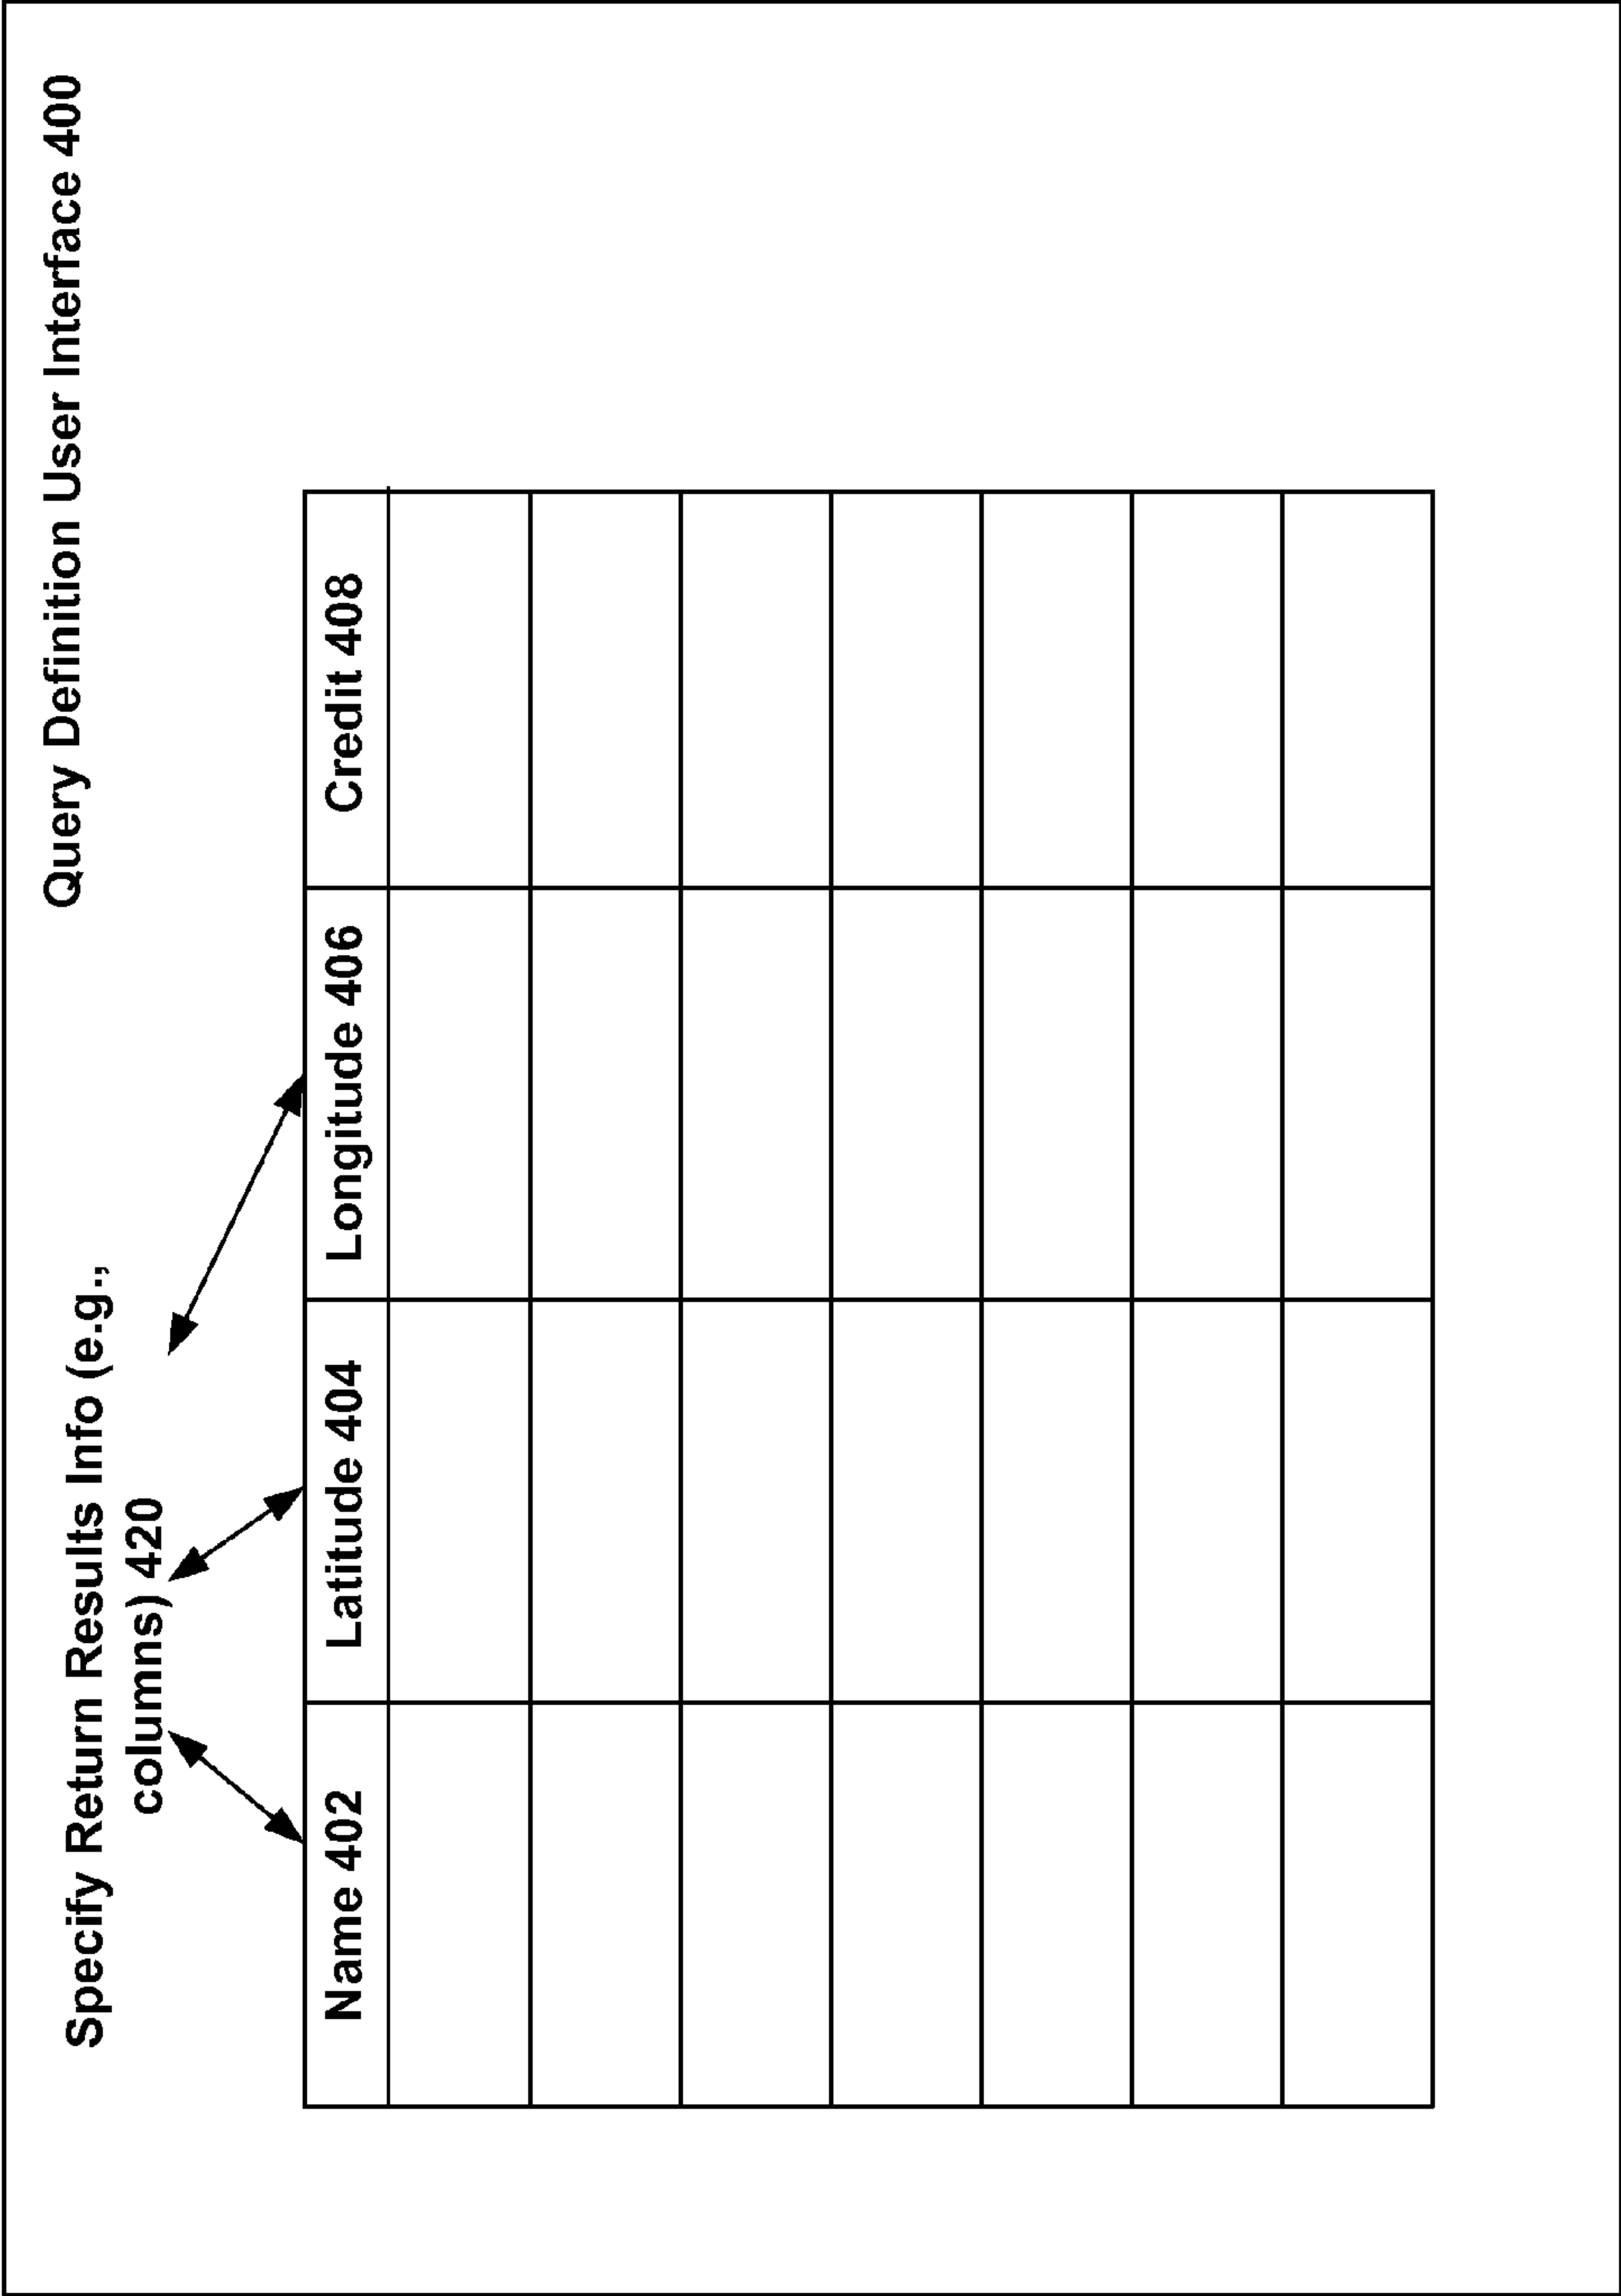 Query Definition User Interface 400
Specify Return Results Info (e.g.,
columns) 420
Name 402
Latitude 404
Longitude 406
Credit 408